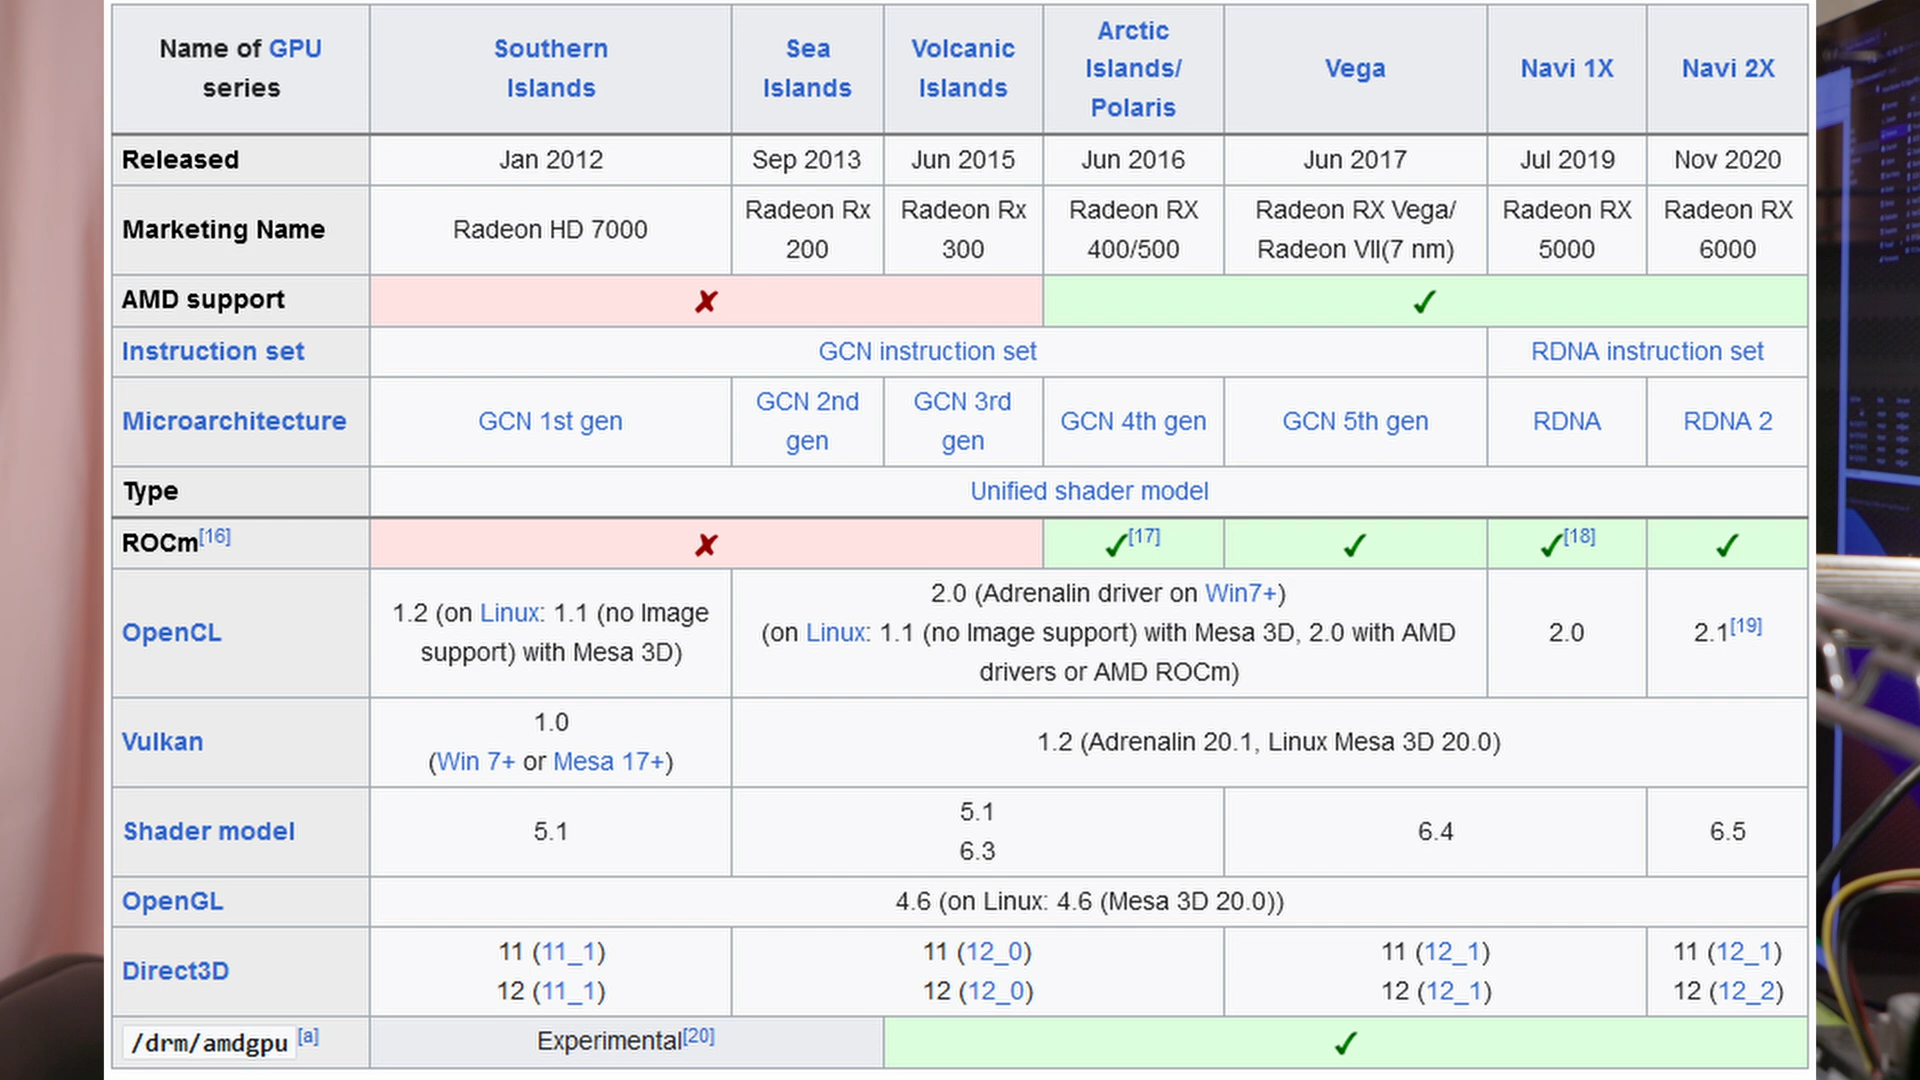 Name of GPU series
Southern Islands
Sea Islands
Volcanic Islands
Arctic Islands/ Polaris
Vega
Navi 1X
Navi 2X
Released
Jan 2012
Sep 2013
Jun 2015
Jun 2016
Jun 2017
Jul 2019
Nov 2020
Marketing Name
Radeon HD 7000
Radeon Rx 200
Radeon Rx 300
Radeon RX 400/500
Radeon RX Vega/ Radeon VII(7 nm)
Radeon RX 5000
Radeon RX 6000
AMD support
✘
✓
Instruction set
GCN instruction set
RDNA instruction set
Microarchitecture
GCN 1st gen
GCN 2nd gen
GCN 3rd gen
GCN 4th gen
GCN 5th gen
RDNA
RDNA 2
Type
Unified shader model
ROCm[16]
✘
✓[17]
✓
✓[18]
✓
OpenCL
1.2 (on Linux: 1.1 (no Image support) with Mesa 3D)
2.0 (Adrenalin driver on Win7+)
(on Linux: 1.1 (no Image support) with Mesa 3D, 2.0 with AMD drivers or AMD ROCm)
2.0
2.1[19]
Vulkan
1.0
(Win 7+ or Mesa 17+)
1.2 (Adrenalin 20.1, Linux Mesa 3D 20.0)
Shader model
5.1
5.1
6.3
6.4
6.5
OpenGL
4.6 (on Linux: 4.6 (Mesa 3D 20.0))
Direct3D
11 (11_1)
12 (11_1)
11 (12_0)
12 (12_0)
11 (12_1)
12 (12_1)
11 (12_1)
12 (12_2)
/drm/amdgpu [a]
Experimental[20]
✓